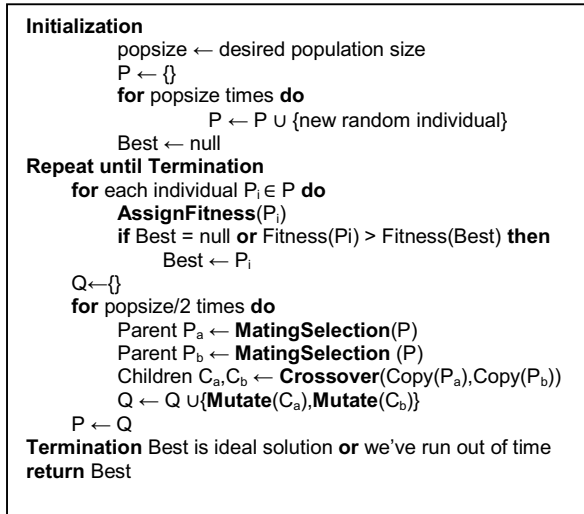 Initialization
popsize ← desired population size
P ← {}
for popsize times do
P ← P ∪ {new random individual}
Best ← null
Repeat until Termination
for each individual Pᵢ ∈ P do
AssignFitness(Pᵢ)
if Best = null or Fitness(Pi) > Fitness(Best) then
Best ← Pᵢ
Q←{}
for popsize/2 times do
Parent Pₐ ← MatingSelection(P)
Parent P_b ← MatingSelection (P)
Children Cₐ,C_b ← Crossover(Copy(Pₐ),Copy(P_b))
Q ← Q ∪{Mutate(Cₐ),Mutate(C_b)}
P ← Q
Termination Best is ideal solution or we've run out of time
return Best